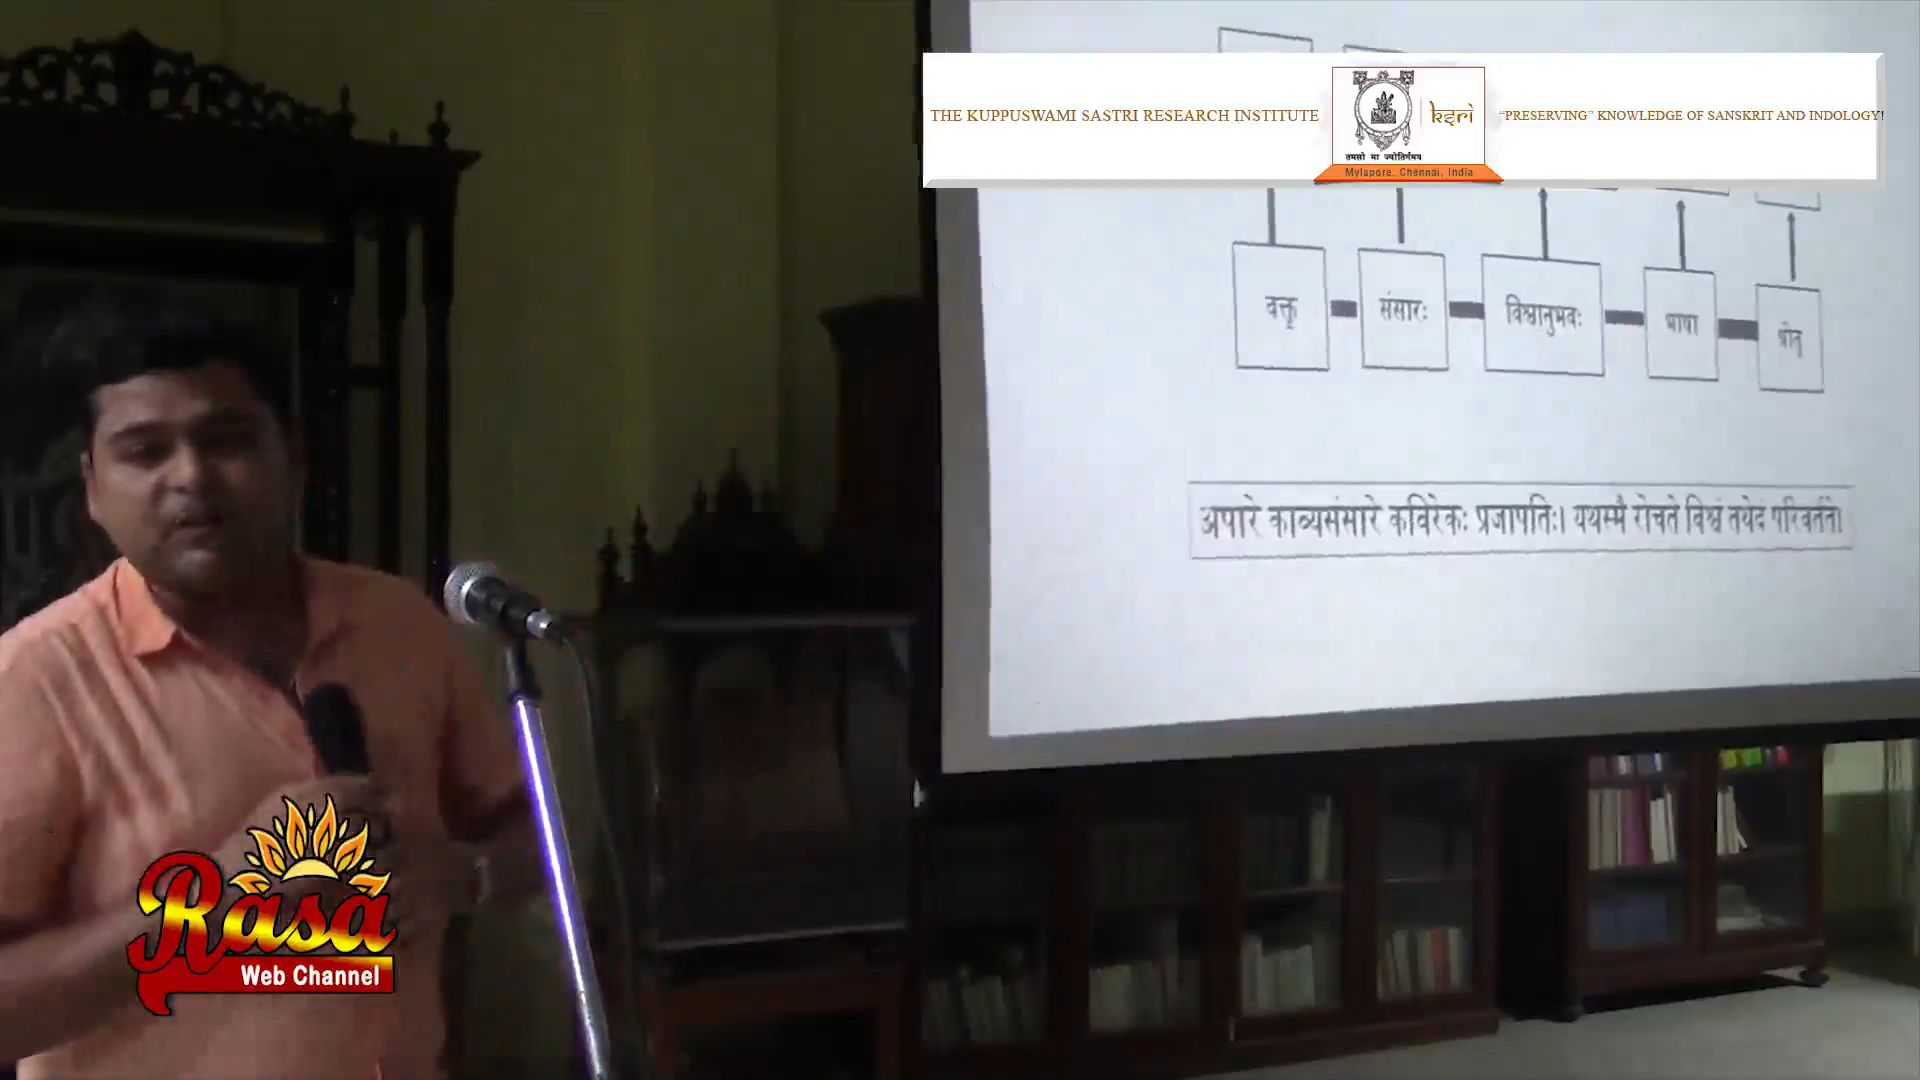 THE KUPPUSWAMI SASTRI RESEARCH INSTITUTE
ksri
“PRESERVING” KNOWLEDGE OF SANSKRIT AND INDOLOGY!
तमसो मा ज्योतिर्गमय
Mylapore, Chennai, India
वक्तृ
संसारः
विश्वानुभवः
भाषा
श्रोतृ
अपारे काव्यसंसारे कविरेकः प्रजापतिः। यथास्मै रोचते विश्वं तथेदं परिवर्तते।
Rasa
Web Channel